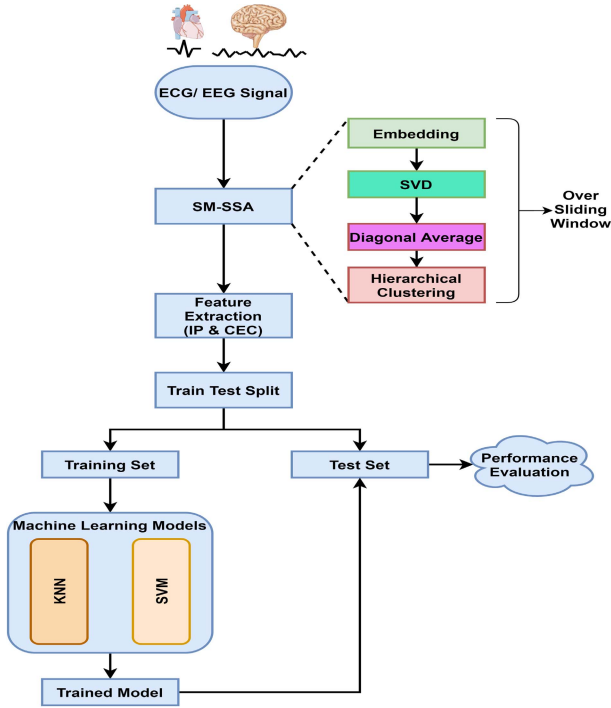 ECG/ EEG Signal
SM-SSA
Embedding
SVD
Diagonal Average
Hierarchical
Clustering
Over
Sliding
Window
Feature
Extraction
(IP & CEC)
Train Test Split
Training Set
Test Set
Performance
Evaluation
Machine Learning Models
KNN
SVM
Trained Model